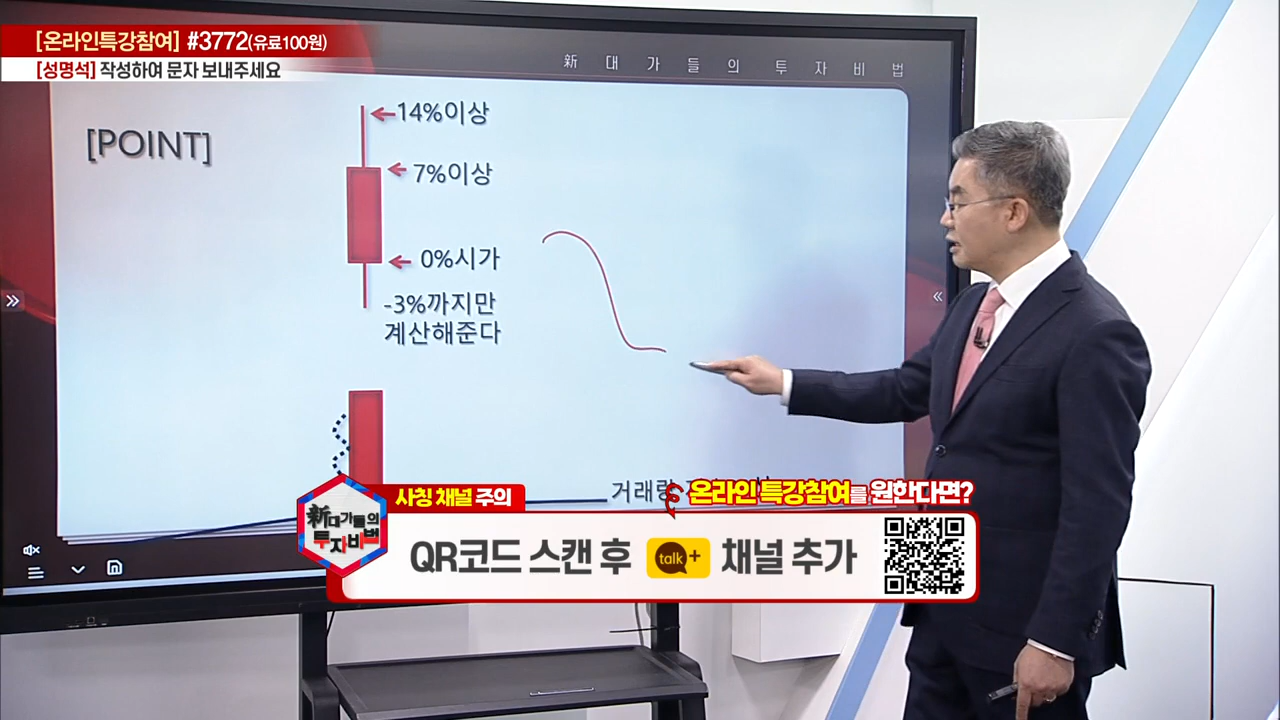 [온라인특강참여] #3772(유료100원)
[성명석] 작성하여 문자 보내주세요
新 대 가 들 의 투 자 비 법
[POINT]
14%이상
7%이상
0%시가
-3%까지만
계산해준다
거래량
사칭 채널 주의
온라인 특강참여를 원한다면?
新대가들의
투자비법
QR코드 스캔 후 talk+ 채널 추가